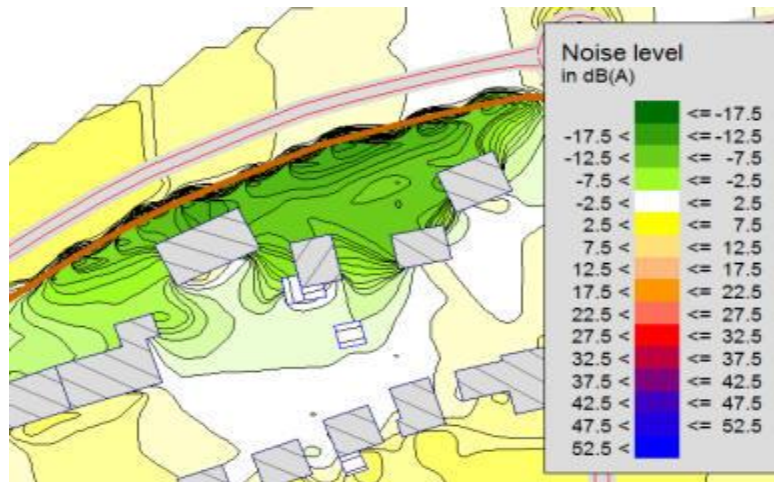 Noise level
in dB(A)
<= -17.5
-17.5 < <= -12.5
-12.5 < <= -7.5
-7.5 < <= -2.5
-2.5 < <= 2.5
2.5 < <= 7.5
7.5 < <= 12.5
12.5 < <= 17.5
17.5 < <= 22.5
22.5 < <= 27.5
27.5 < <= 32.5
32.5 < <= 37.5
37.5 < <= 42.5
42.5 < <= 47.5
47.5 < <= 52.5
52.5 <